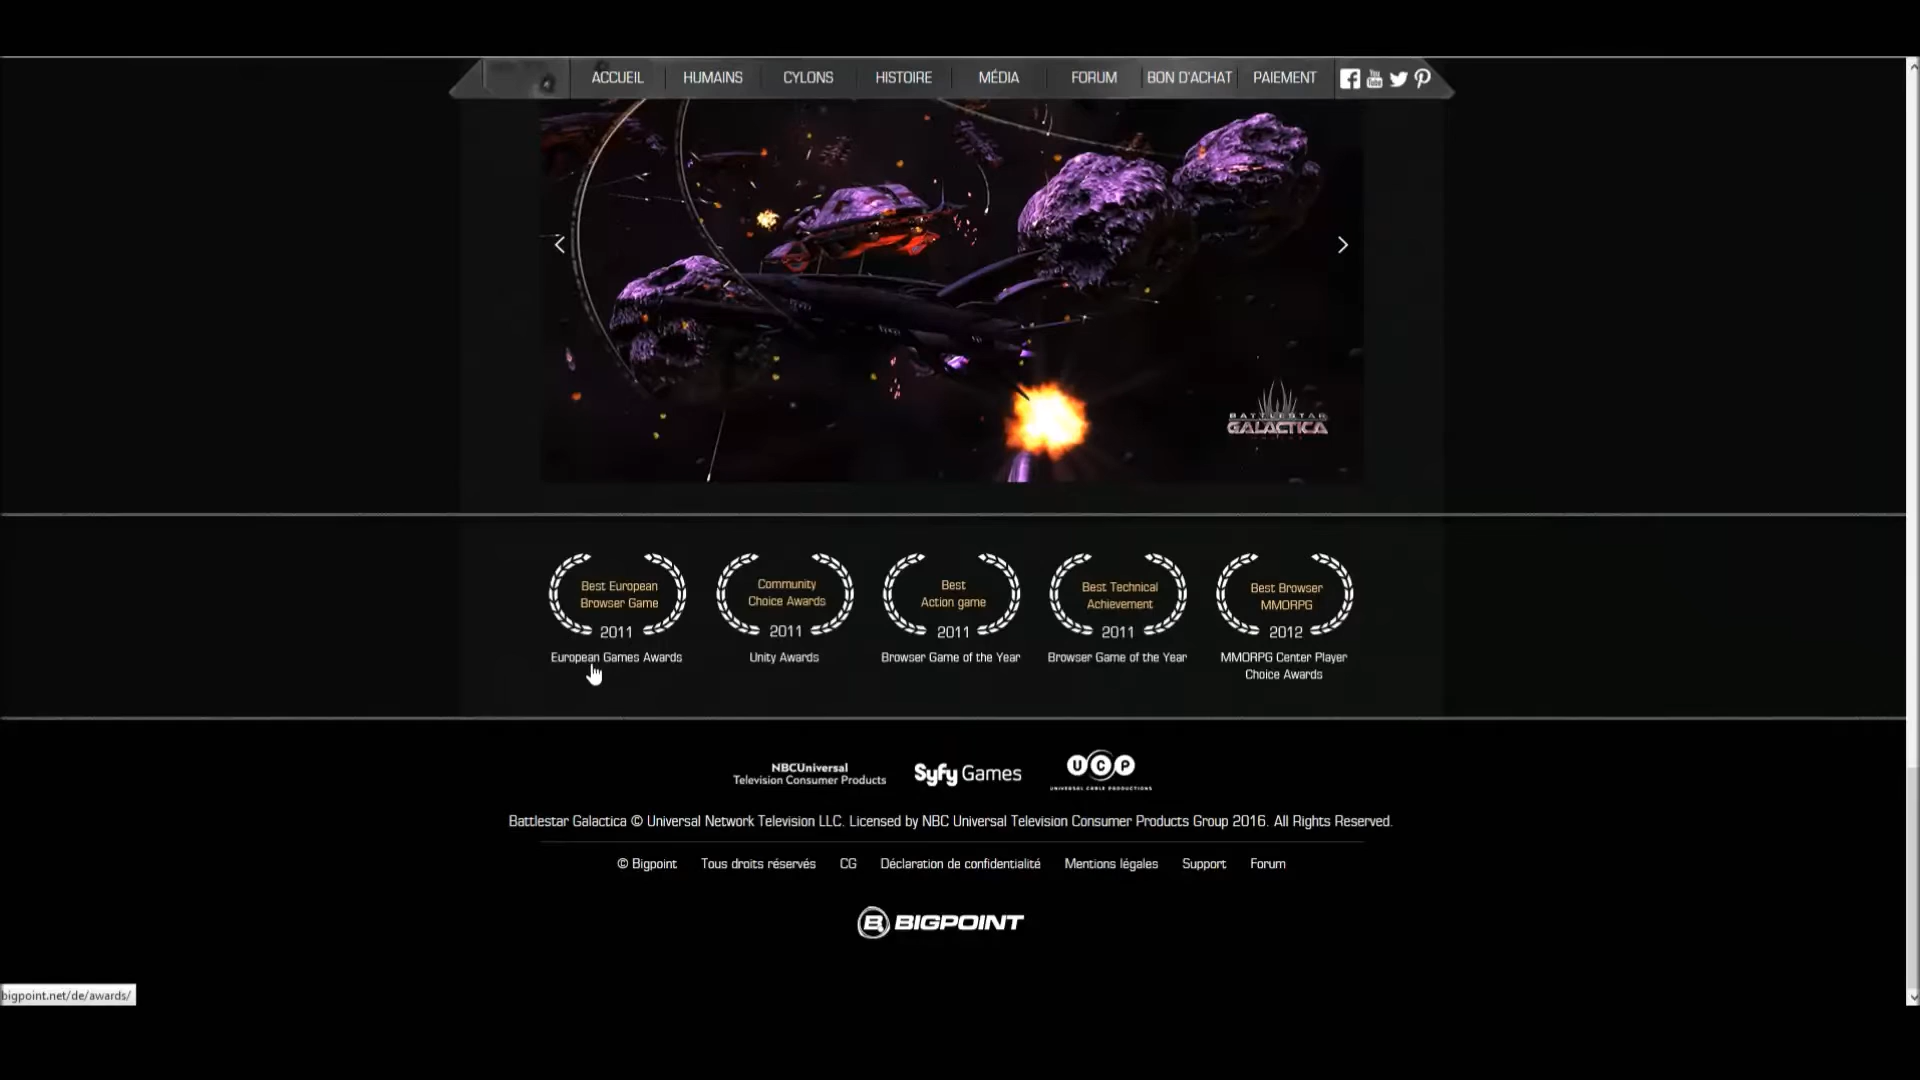 ACCUEIL HUMAINS CYLONS HISTOIRE MÉDIA FORUM BON D'ACHAT PAIEMENT
You
BATTLESTAR
GALACTICA
Best European
Browser Game
2011
European Games Awards
Community
Choice Awards
2011
Unity Awards
Best
Action game
2011
Browser Game of the Year
Best Technical
Achievement
2011
Browser Game of the Year
Best Browser
MMORPG
2012
MMORPG Center Player
Choice Awards
NBCUniversal
Television Consumer Products
Syfy Games
UCP
UNIVERSAL CABLE PRODUCTIONS
Battlestar Galactica © Universal Network Television LLC. Licensed by NBC Universal Television Consumer Products Group 2016. All Rights Reserved.
© Bigpoint Tous droits réservés CG Déclaration de confidentialité Mentions légales Support Forum
BIGPOINT
bigpoint.net/de/awards/